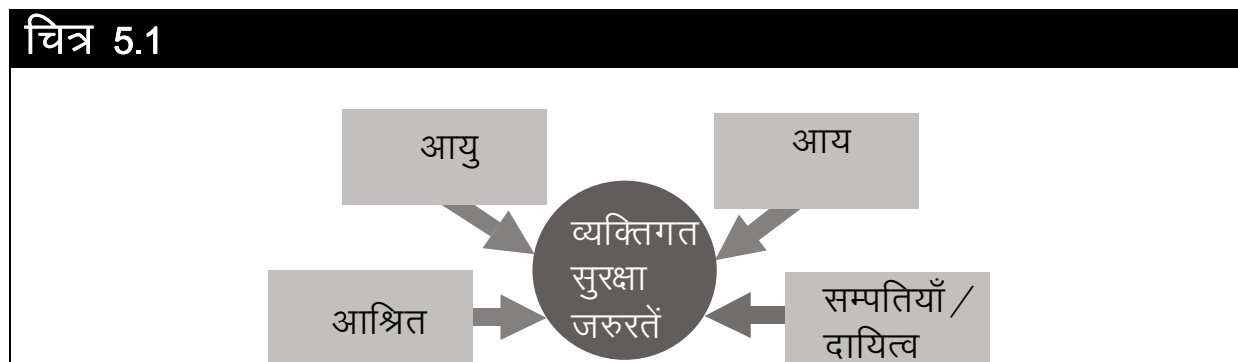 चित्र 5.1
आयु
आय
व्यक्तिगत
सुरक्षा
जरुरतें
आश्रित
सम्पतियाँ /
दायित्व